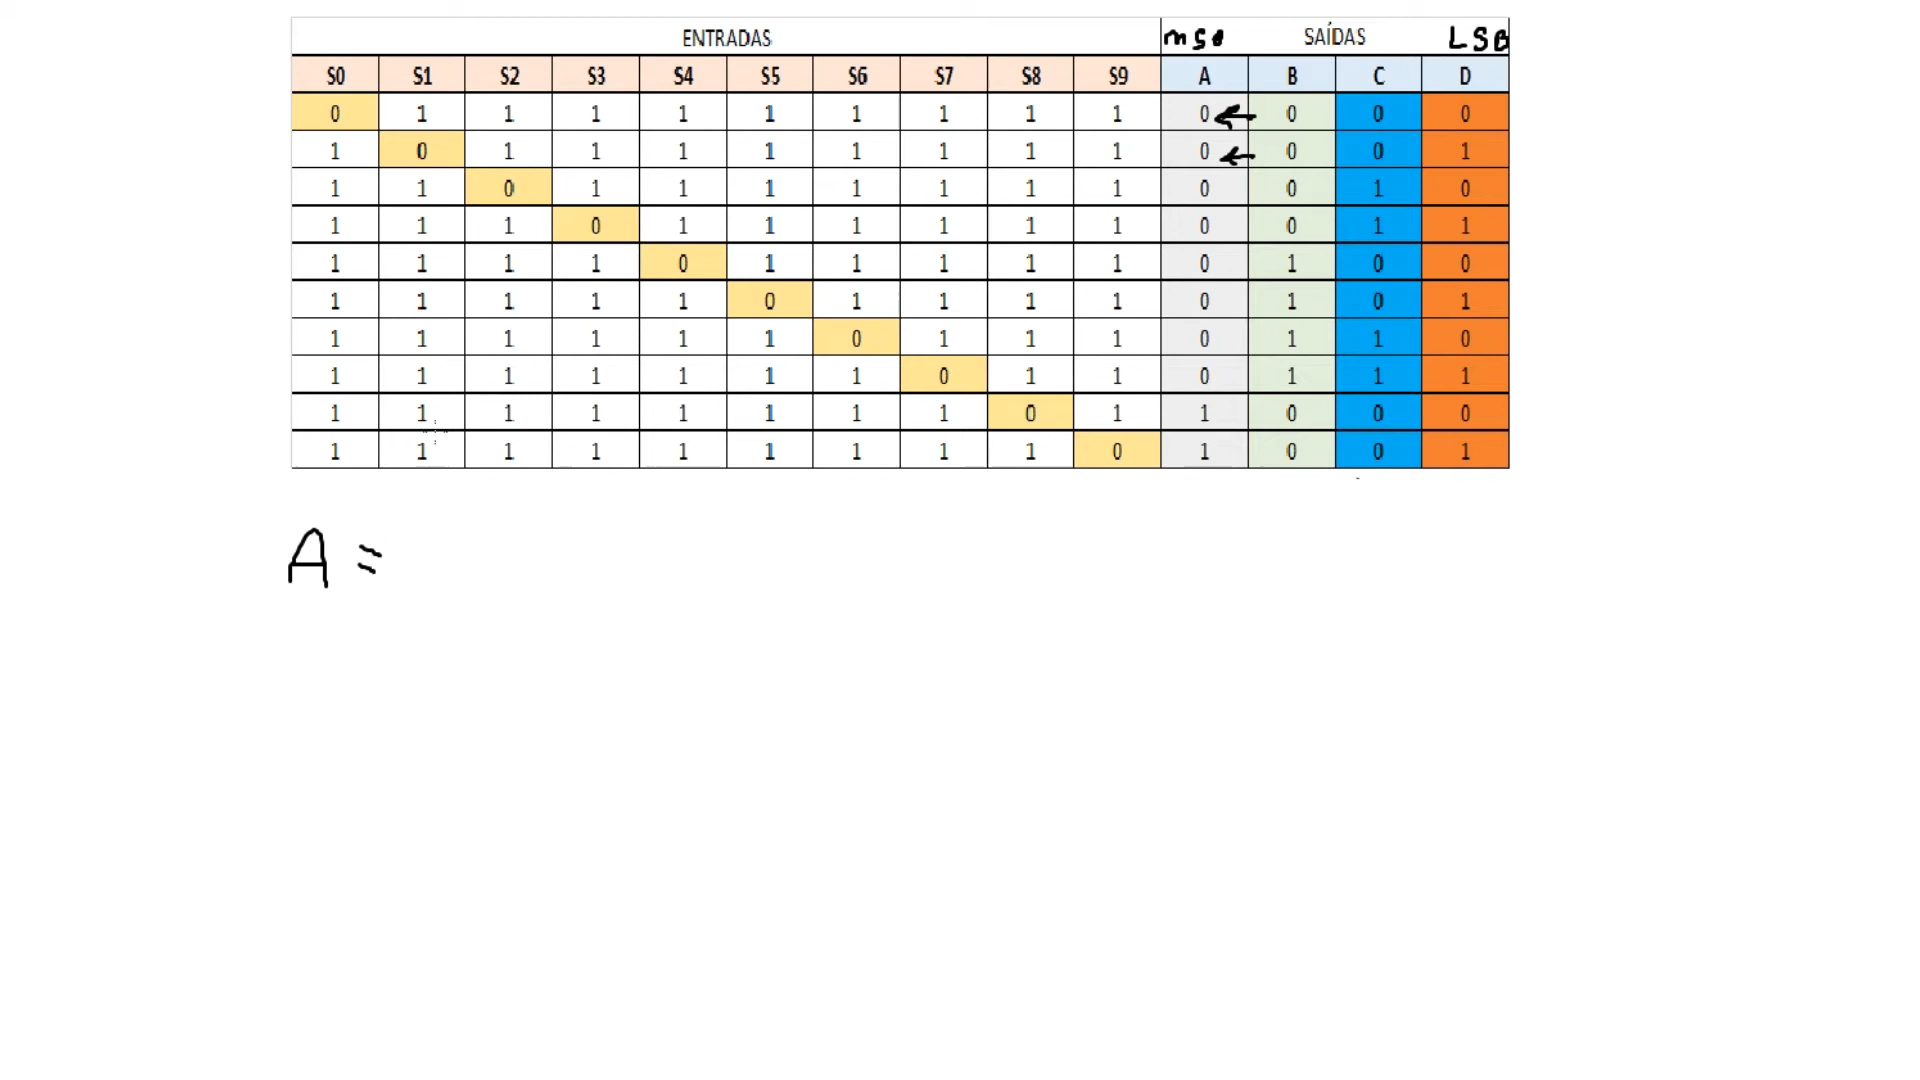 ENTRADAS mSB SAÍDAS LSB
S0 S1 S2 S3 S4 S5 S6 S7 S8 S9 A B C D
0 1 1 1 1 1 1 1 1 1 0 0 0 0
1 0 1 1 1 1 1 1 1 1 0 0 0 1
1 1 0 1 1 1 1 1 1 1 0 0 1 0
1 1 1 0 1 1 1 1 1 1 0 0 1 1
1 1 1 1 0 1 1 1 1 1 0 1 0 0
1 1 1 1 1 0 1 1 1 1 0 1 0 1
1 1 1 1 1 1 0 1 1 1 0 1 1 0
1 1 1 1 1 1 1 0 1 1 0 1 1 1
1 1 1 1 1 1 1 1 0 1 1 0 0 0
1 1 1 1 1 1 1 1 1 0 1 0 0 1
A =